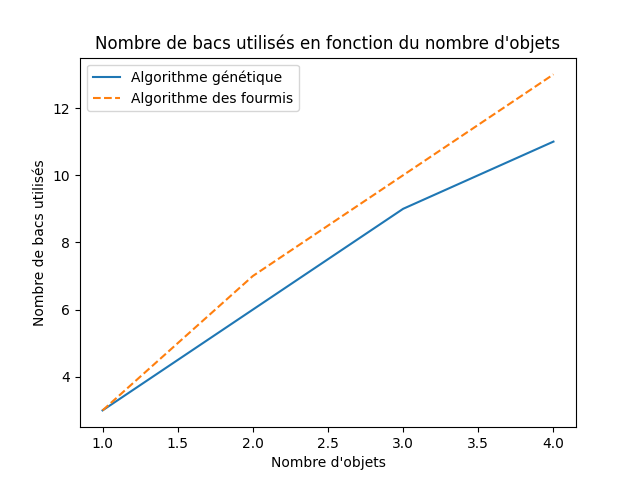 Nombre de bacs utilisés en fonction du nombre d'objets
Algorithme génétique
Algorithme des fourmis
12
10
8
6
4
Nombre de bacs utilisés
1.0 1.5 2.0 2.5 3.0 3.5 4.0
Nombre d'objets